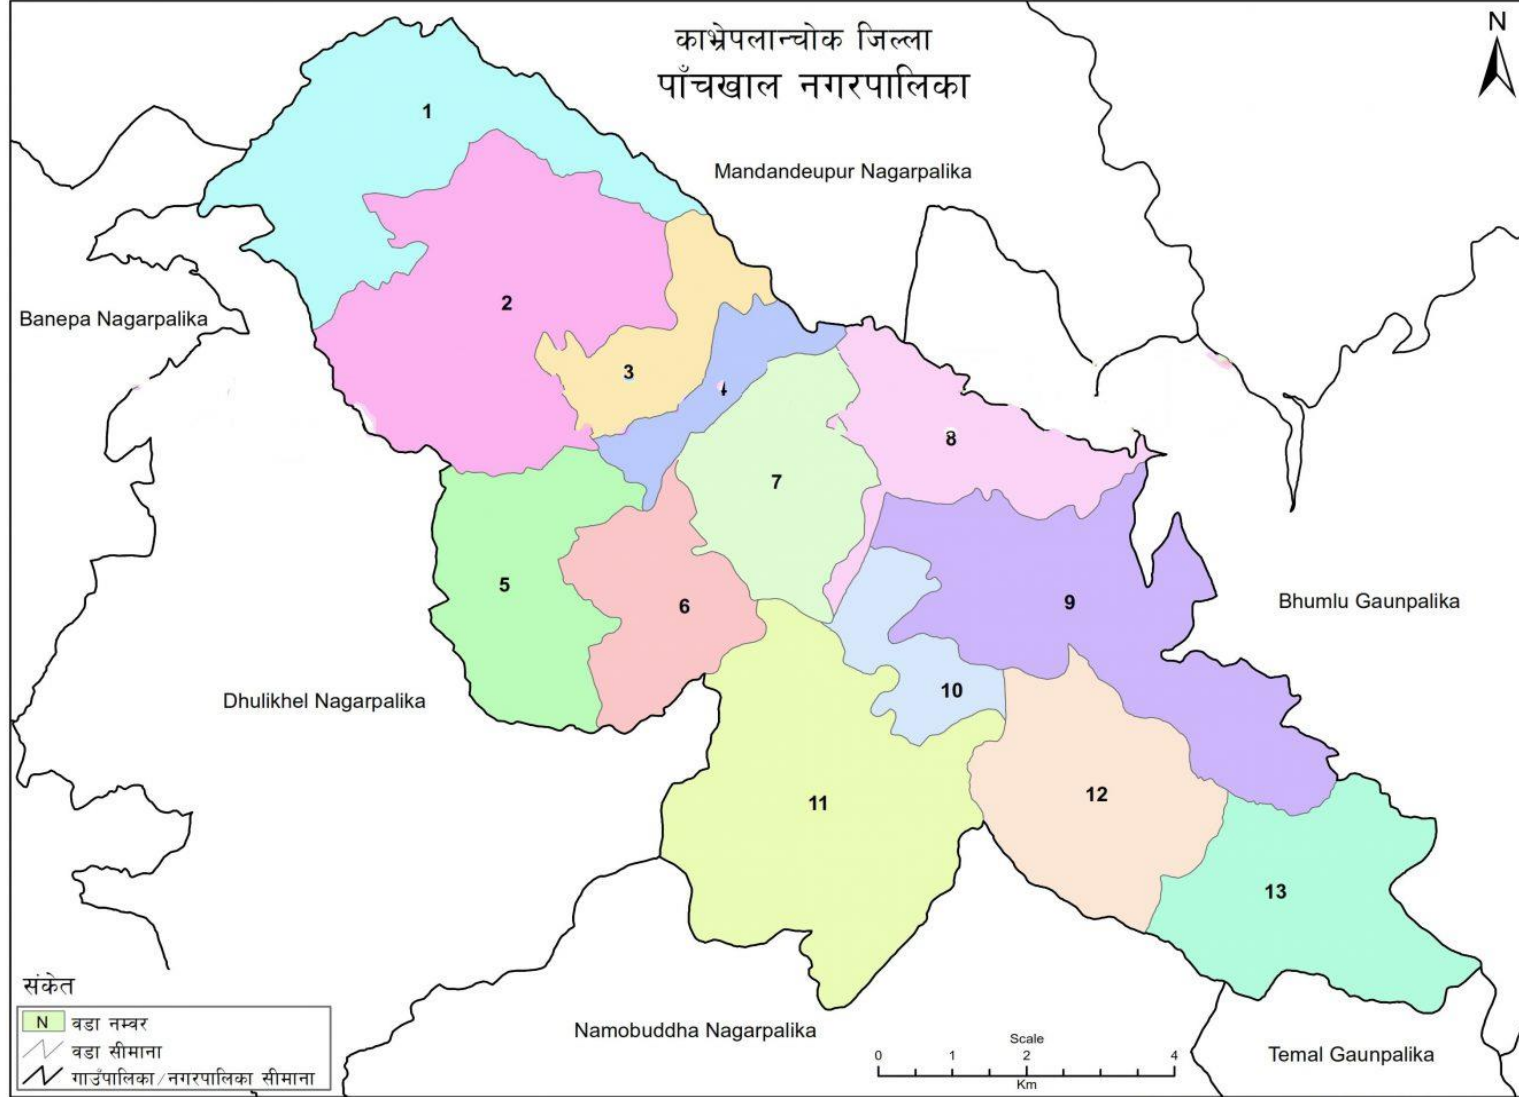 काभ्रेपलान्चोक जिल्ला
पाँचखाल नगरपालिका
N
1
Mandandeupur Nagarpalika
2
Banepa Nagarpalika
3
4
8
7
5
6
9
Bhumlu Gaunpalika
10
Dhulikhel Nagarpalika
11
12
13
संकेत
N वडा नम्वर
वडा सीमाना
गाउँपालिका/नगरपालिका सीमाना
Namobuddha Nagarpalika
Scale
0 1 2 4
Km
Temal Gaunpalika